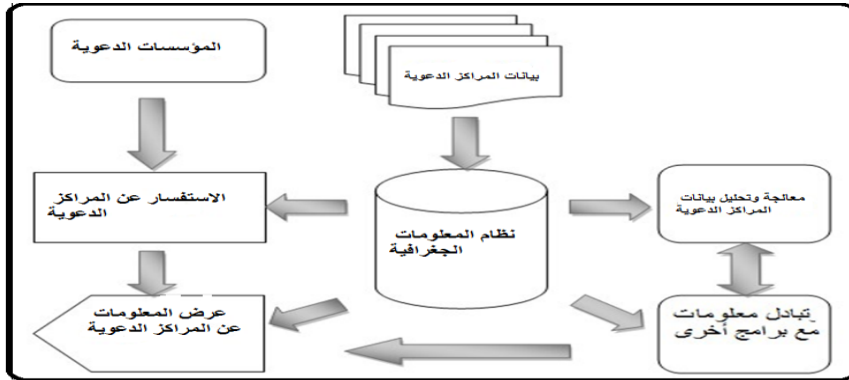 المؤسسات الدعوية
بيانات المراكز الدعوية
الاستفسار عن المراكز
الدعوية
نظام المعلومات
الجغرافية
معالجة وتحليل بيانات
المراكز الدعوية
عرض المعلومات
عن المراكز الدعوية
تبادل معلومات
مع برامج أخرى